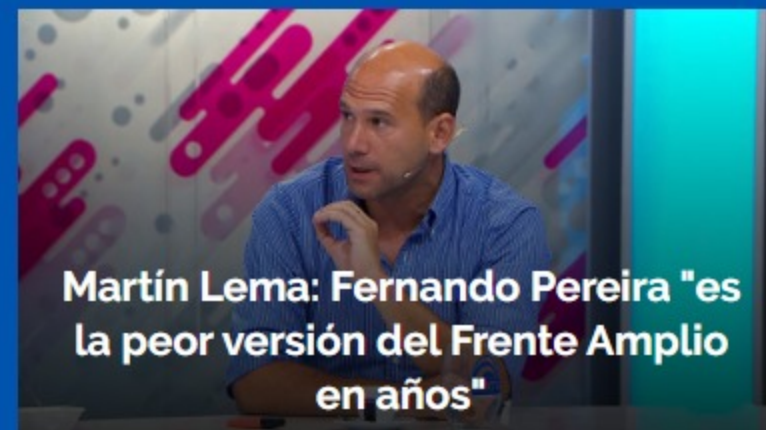 Martín Lema: Fernando Pereira "es
la peor versión del Frente Amplio
en años"